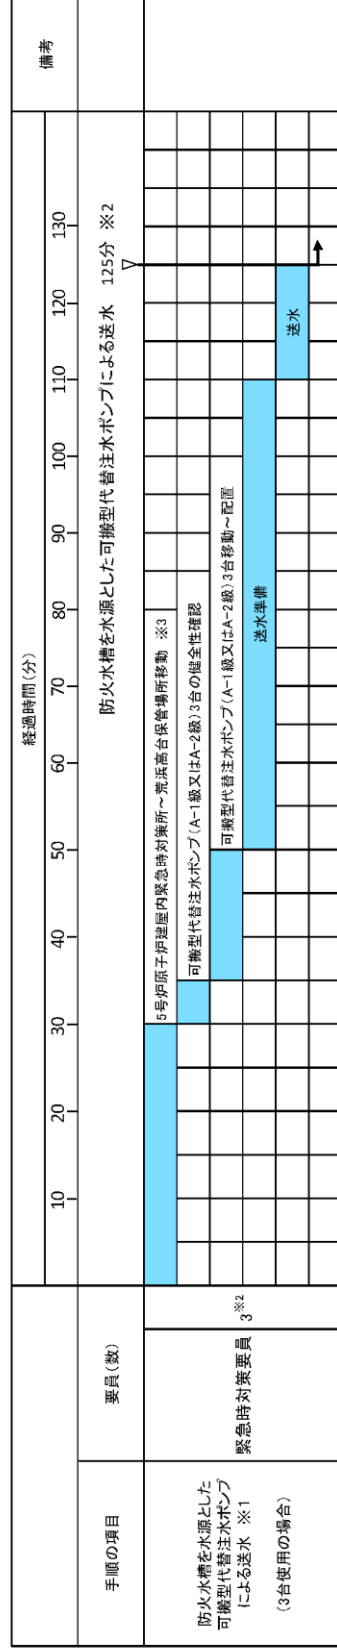 経過時間(分)
備考
10 20 30 40 50 60 70 80 90 100 110 120 130
手順の項目
要員(数)
防火水槽を水源とした可搬型代替注水ポンプによる送水 125分 ※2
防火水槽を水源とした
可搬型代替注水ポンプ
による送水 ※1
(3台使用の場合)
緊急時対策要員
3※2
5号炉原子炉建屋内緊急時対策所～荒浜高台保管場所移動 ※3
可搬型代替注水ポンプ(A-1級又はA-2級)3台の健全性確認
可搬型代替注水ポンプ(A-1級又はA-2級)3台移動～配置
送水準備
送水